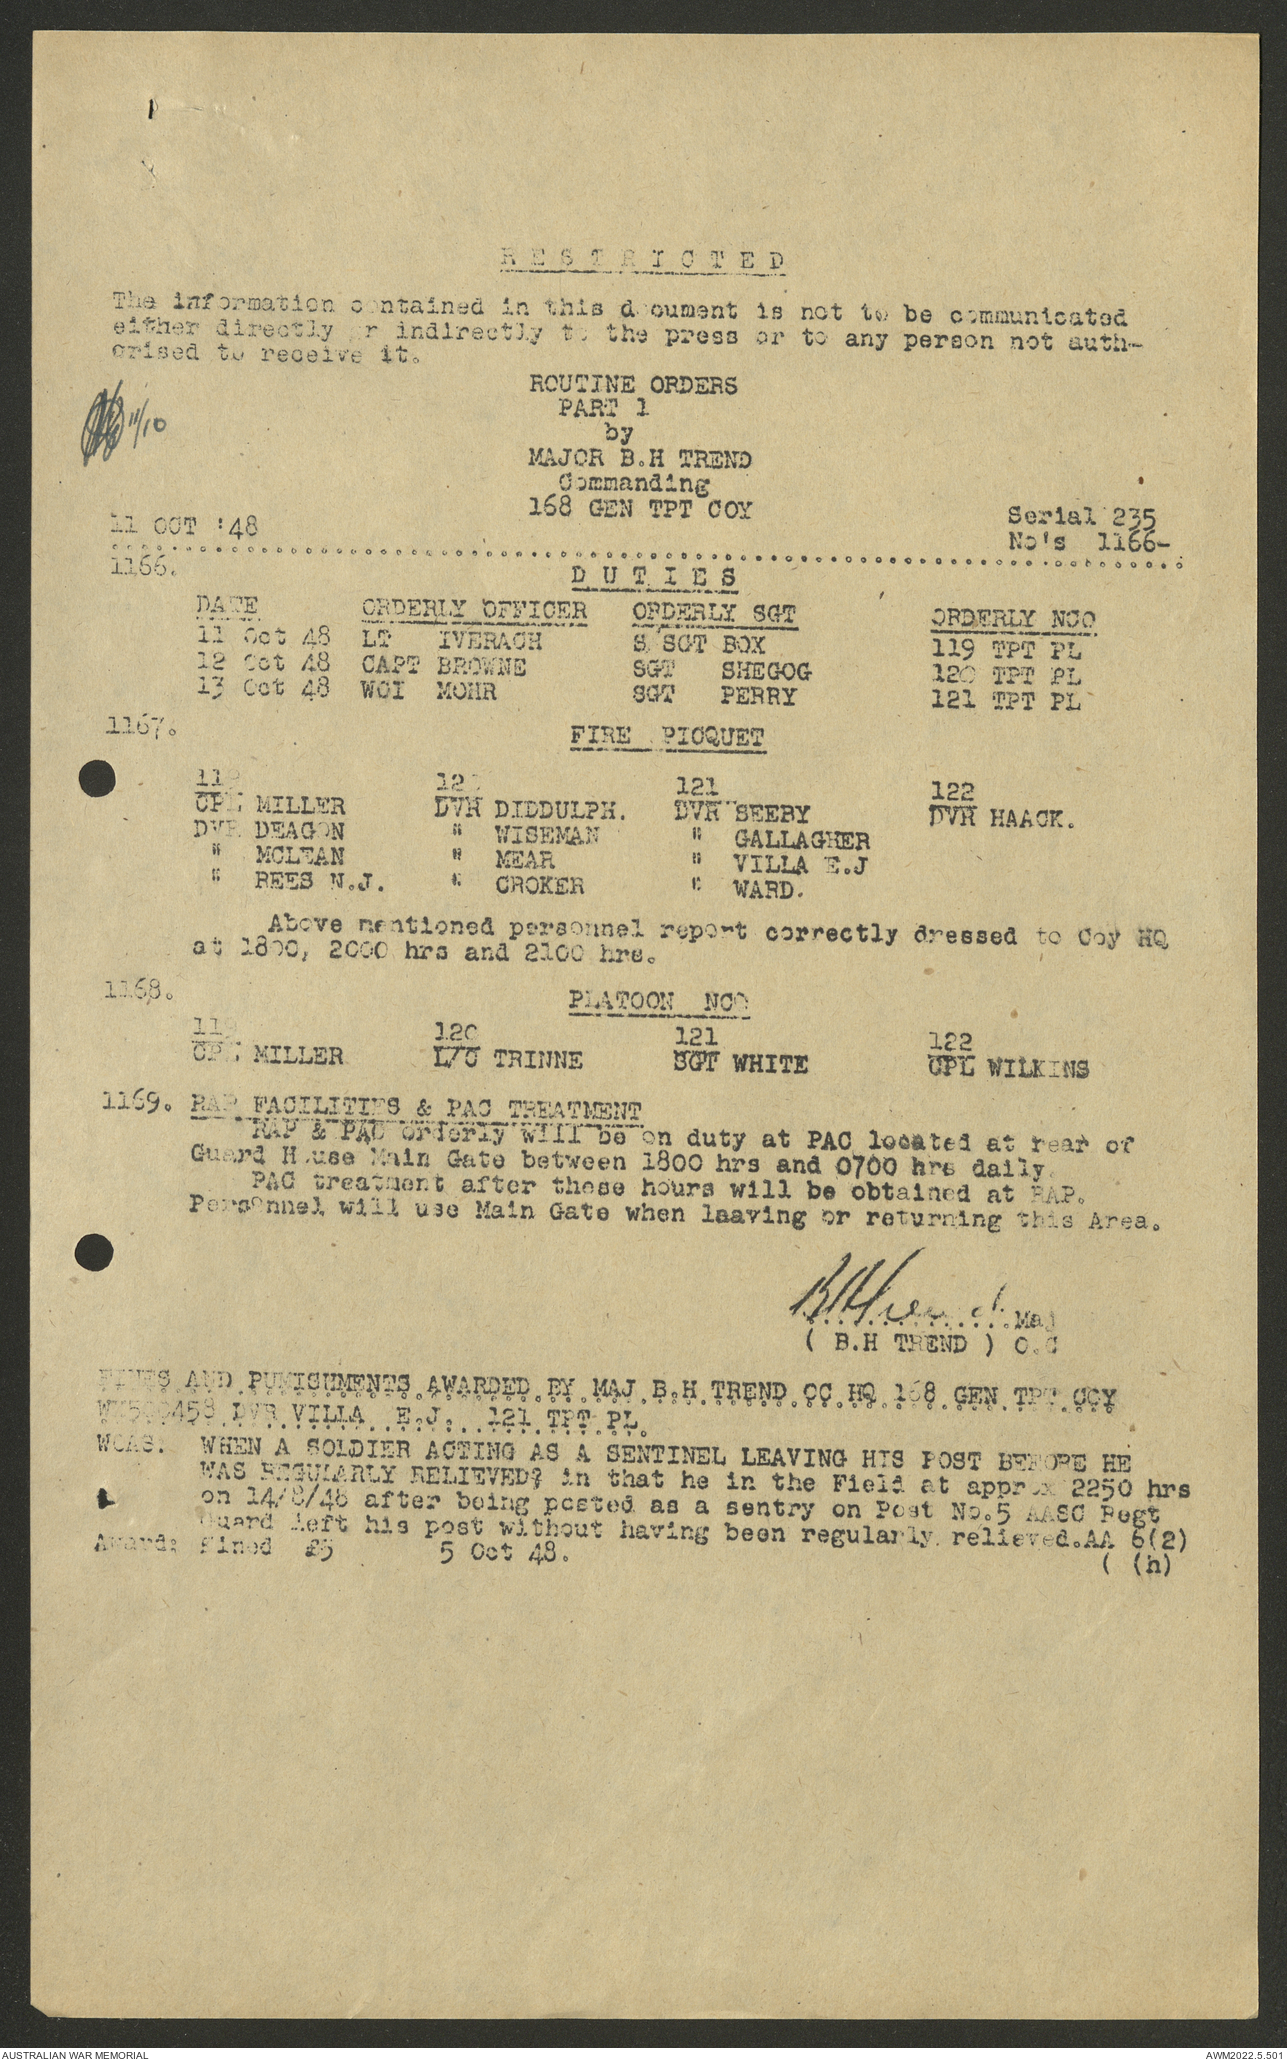 RESTRICTED
The information contained in this document is not to be communicated
either directly or indirectly to the press or to any person not auth-
orised to receive it.
ROUTINE ORDERS
PART 1
11/10
by
MAJOR B.H TREND
Commanding
168 GEN TPT COY
11 OCT '48
Serial 235
No's 1166-
1166.
DUTIES
DATE ORDERLY OFFICER ORDERLY SGT ORDERLY NCO
11 Oct 48 LT IVERACH S/SGT BOX 119 TPT PL
12 Oct 48 CAPT BROWNE SGT SHEGOG 120 TPT PL
13 Oct 48 WOI MOHR SGT PERRY 121 TPT PL
1167.
FIRE PICQUET
119 120 121 122
CPL MILLER DVR DIDDULPH. DVR SEEBY DVR HAACK.
DVR DEAGON " WISEMAN " GALLAGHER
" MCLEAN " MEAR " VILLA E.J
" REES N.J. " CROKER " WARD.
Above mentioned personnel report correctly dressed to Coy HQ
at 1800, 2000 hrs and 2100 hrs.
1168.
PLATOON NCO
119 120 121 122
CPL MILLER L/C TRINNE SGT WHITE CPL WILKINS
1169. RAP FACILITIES & PAC TREATMENT
RAP & PAC orderly will be on duty at PAC located at rear of
Guard House Main Gate between 1800 hrs and 0700 hrs daily.
PAC treatment after these hours will be obtained at RAP.
Personnel will use Main Gate when laaving or returning this Area.
BHTrend Maj
( B.H TREND ) O.C
FINES AND PUNISHMENTS AWARDED BY MAJ B.H TREND OC HQ 168 GEN TPT COY
DVR VILLA E.J. 121 TPT PL
WOAS: WHEN A SOLDIER ACTING AS A SENTINEL LEAVING HIS POST BEFORE HE
WAS REGULARLY RELIEVED? in that he in the Field at approx 2250 hrs
on 14/8/48 after being posted as a sentry on Post No.5 AASC Regt
Guard left his post without having been regularly relieved.AA 6(2)
( (h)
Award: Fined £5 5 Oct 48.
AUSTRALIAN WAR MEMORIAL
AWM2022.5.501